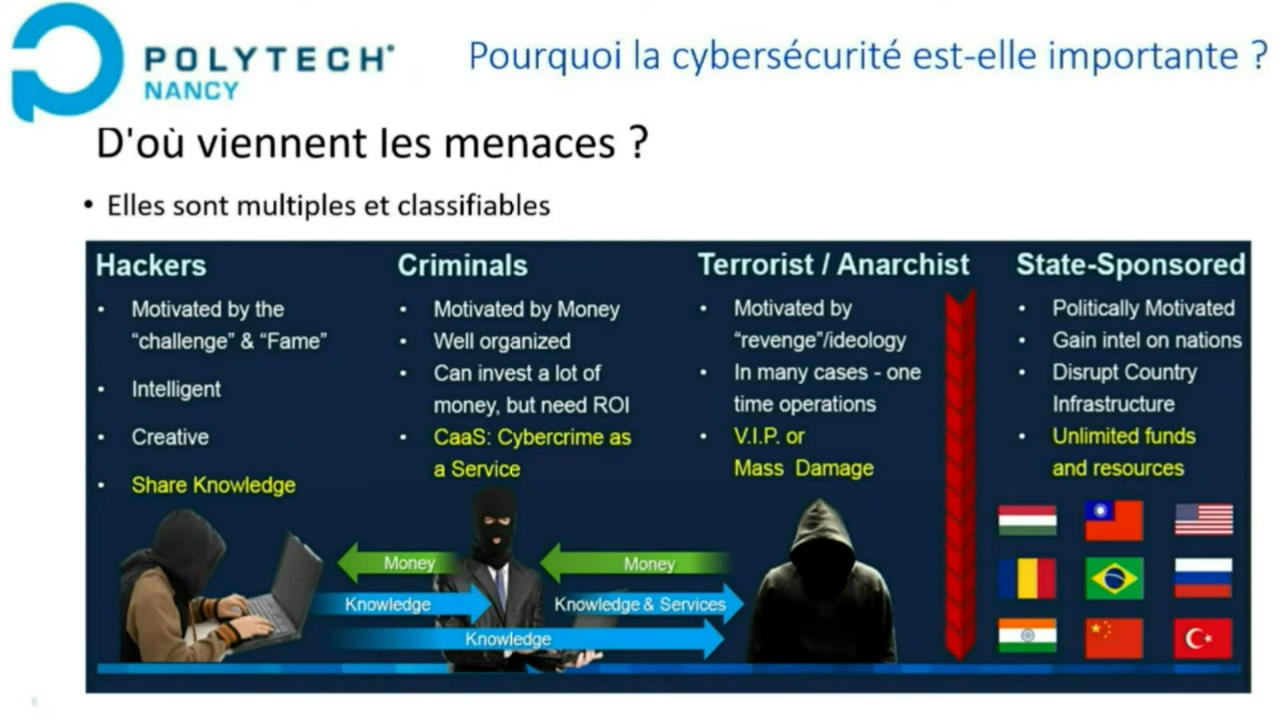 POLYTECH®
NANCY
Pourquoi la cybersécurité est-elle importante ?
D'où viennent les menaces ?
• Elles sont multiples et classifiables
Hackers
• Motivated by the
“challenge” & “Fame”
• Intelligent
• Creative
• Share Knowledge
Criminals
• Motivated by Money
• Well organized
• Can invest a lot of
money, but need ROI
• CaaS: Cybercrime as
a Service
Terrorist / Anarchist
• Motivated by
“revenge”/ideology
• In many cases - one
time operations
• V.I.P. or
Mass Damage
State-Sponsored
• Politically Motivated
• Gain intel on nations
• Disrupt Country
Infrastructure
• Unlimited funds
and resources
Money
Money
Knowledge
Knowledge & Services
Knowledge